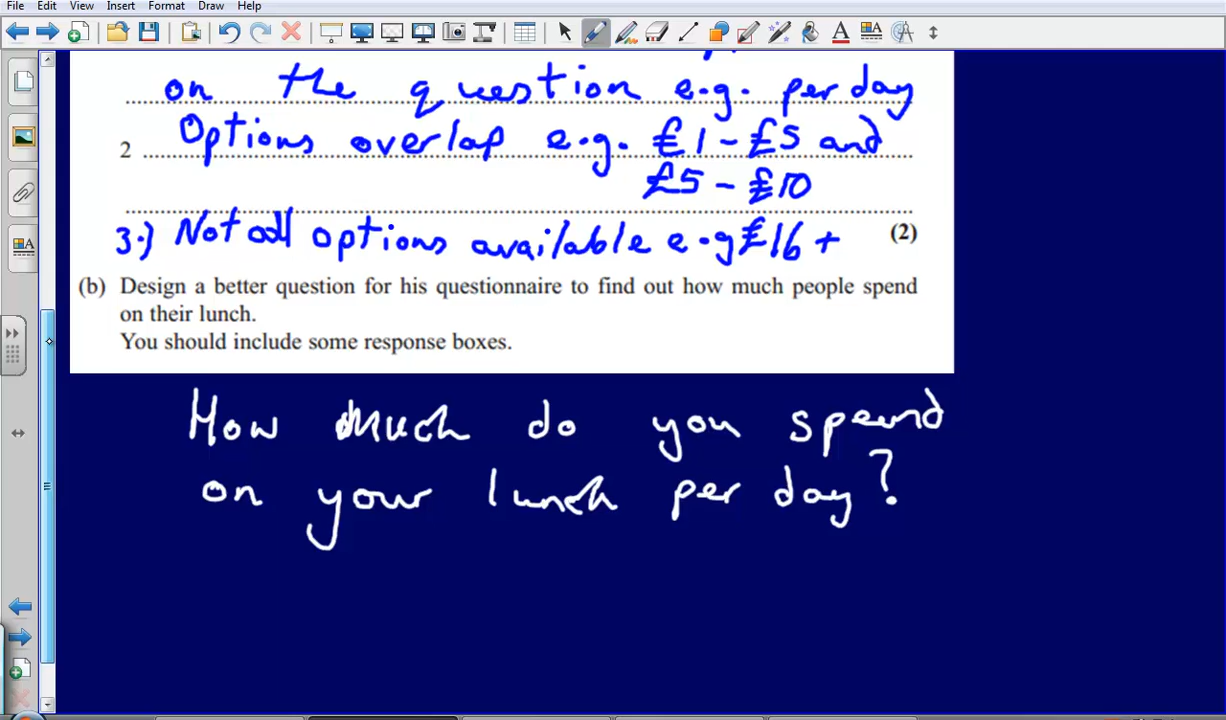 File Edit View Insert Format Draw Help
on the question e.g. per day
2 Options overlap e.g. £1 - £5 and
£5 - £10
3.) Not all options available e.g £16 + (2)
(b) Design a better question for his questionnaire to find out how much people spend
on their lunch.
You should include some response boxes.
How much do you spend
on your lunch per day?